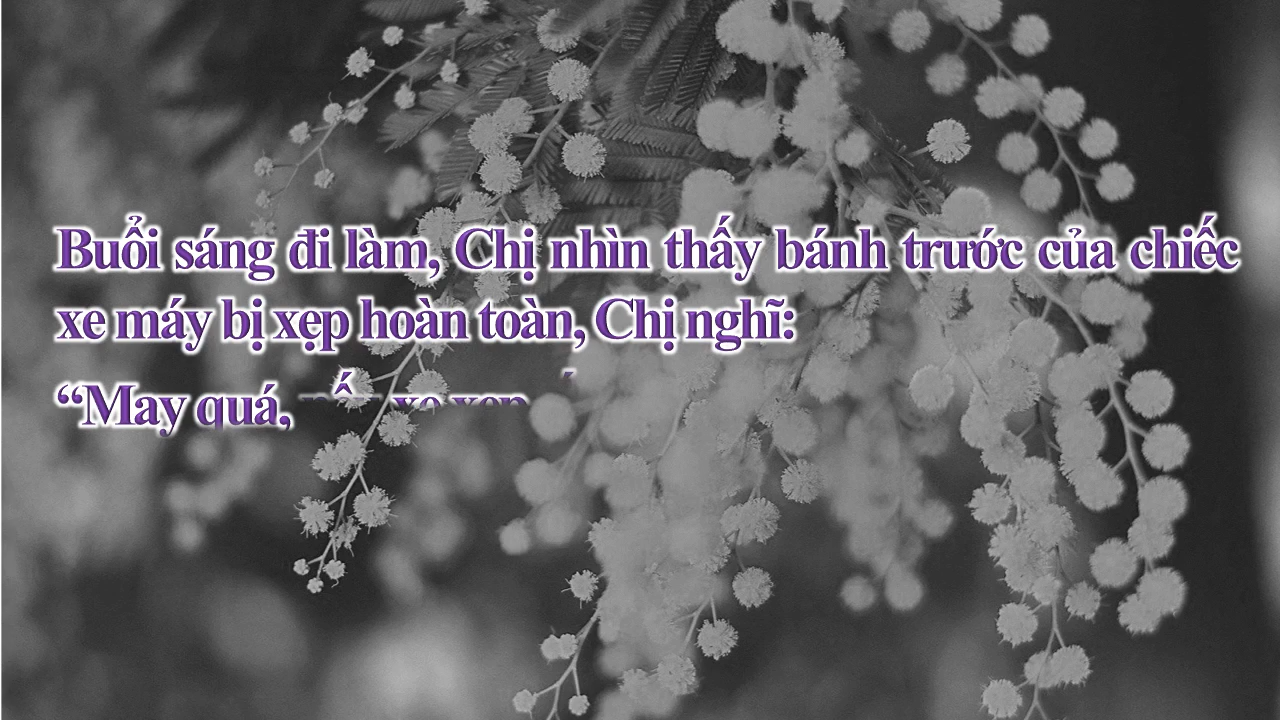 Buổi sáng đi làm, Chị nhìn thấy bánh trước của chiếc
xe máy bị xẹp hoàn toàn, Chị nghĩ:
“May quá,